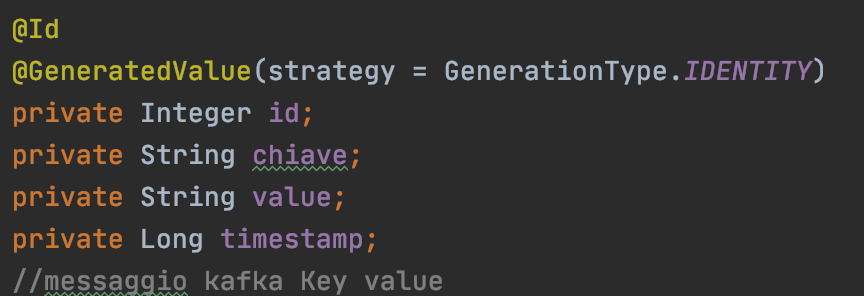 @Id
@GeneratedValue(strategy = GenerationType.IDENTITY)
private Integer id;
private String chiave;
private String value;
private Long timestamp;
//messaggio kafka Key value